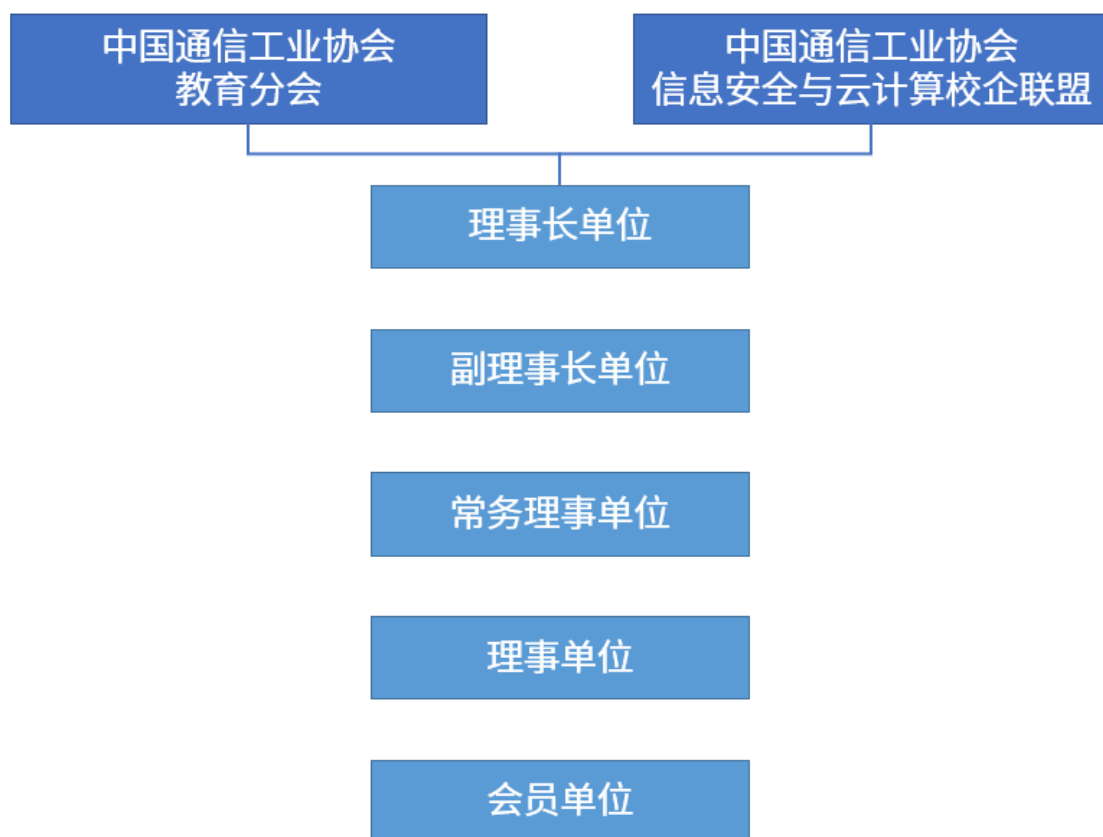 中国通信工业协会
教育分会
中国通信工业协会
信息安全与云计算校企联盟
理事长单位
副理事长单位
常务理事单位
理事单位
会员单位